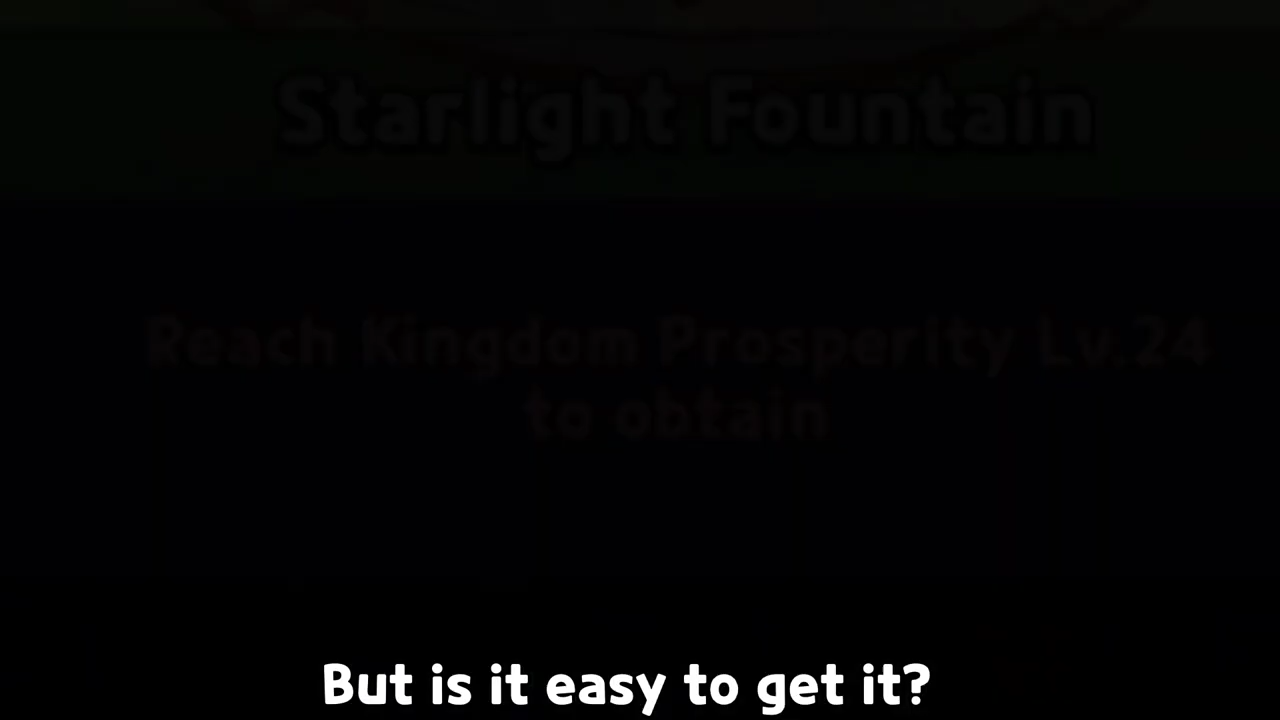 Starlight Fountain
Reach Kingdom Prosperity Lv.24
to obtain
But is it easy to get it?